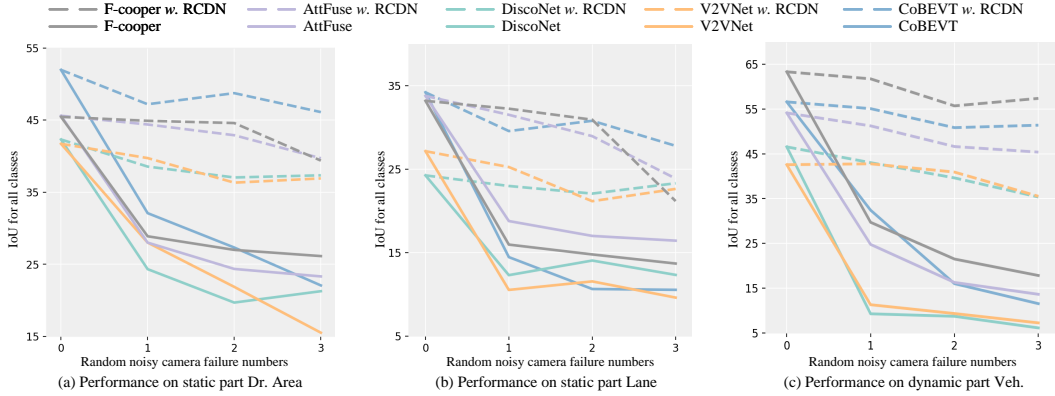 F-cooper w. RCDN AttFuse w. RCDN DiscoNet w. RCDN V2VNet w. RCDN CoBEVT w. RCDN
F-cooper AttFuse DiscoNet V2VNet CoBEVT
55
45
35
25
15
IoU for all classes
0 1 2 3
Random noisy camera failure numbers
(a) Performance on static part Dr. Area
35
25
15
5
IoU for all classes
0 1 2 3
Random noisy camera failure numbers
(b) Performance on static part Lane
65
55
45
35
25
15
5
IoU for all classes
0 1 2 3
Random noisy camera failure numbers
(c) Performance on dynamic part Veh.